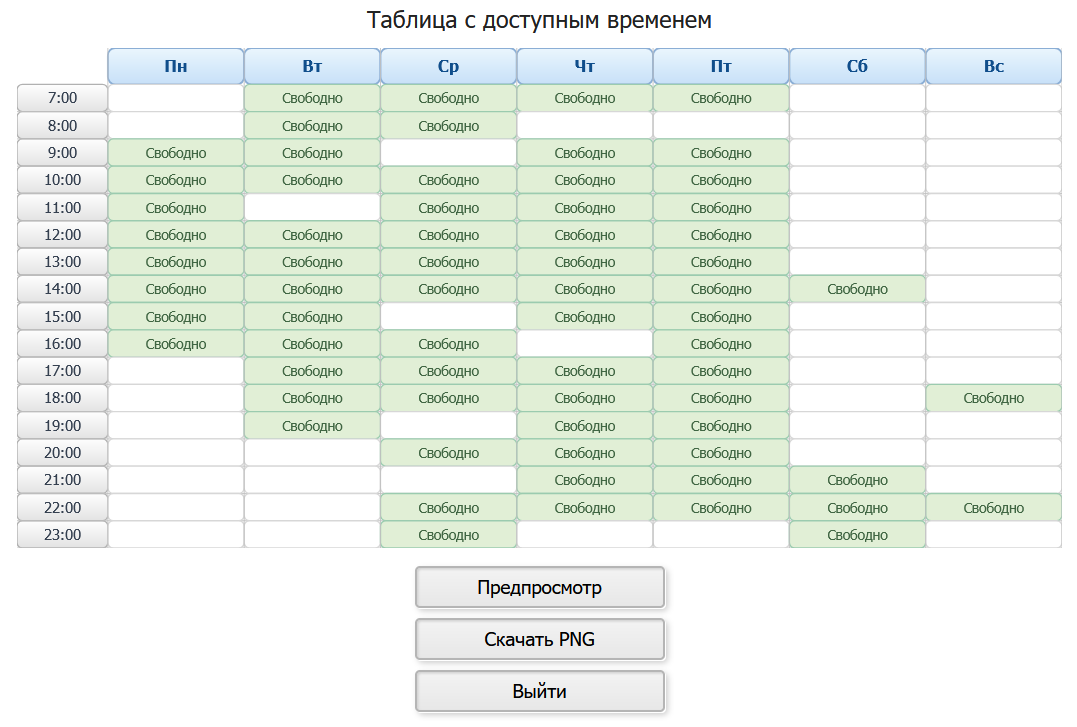 Таблица с доступным временем
Пн Вт Ср Чт Пт Сб Вс
7:00 Свободно Свободно Свободно Свободно
8:00 Свободно Свободно
9:00 Свободно Свободно Свободно Свободно
10:00 Свободно Свободно Свободно Свободно Свободно
11:00 Свободно Свободно Свободно Свободно
12:00 Свободно Свободно Свободно Свободно Свободно
13:00 Свободно Свободно Свободно Свободно Свободно
14:00 Свободно Свободно Свободно Свободно Свободно Свободно
15:00 Свободно Свободно Свободно Свободно
16:00 Свободно Свободно Свободно Свободно
17:00 Свободно Свободно Свободно Свободно
18:00 Свободно Свободно Свободно Свободно Свободно
19:00 Свободно Свободно Свободно
20:00 Свободно Свободно Свободно
21:00 Свободно Свободно Свободно
22:00 Свободно Свободно Свободно Свободно Свободно
23:00 Свободно Свободно
Предпросмотр
Скачать PNG
Выйти